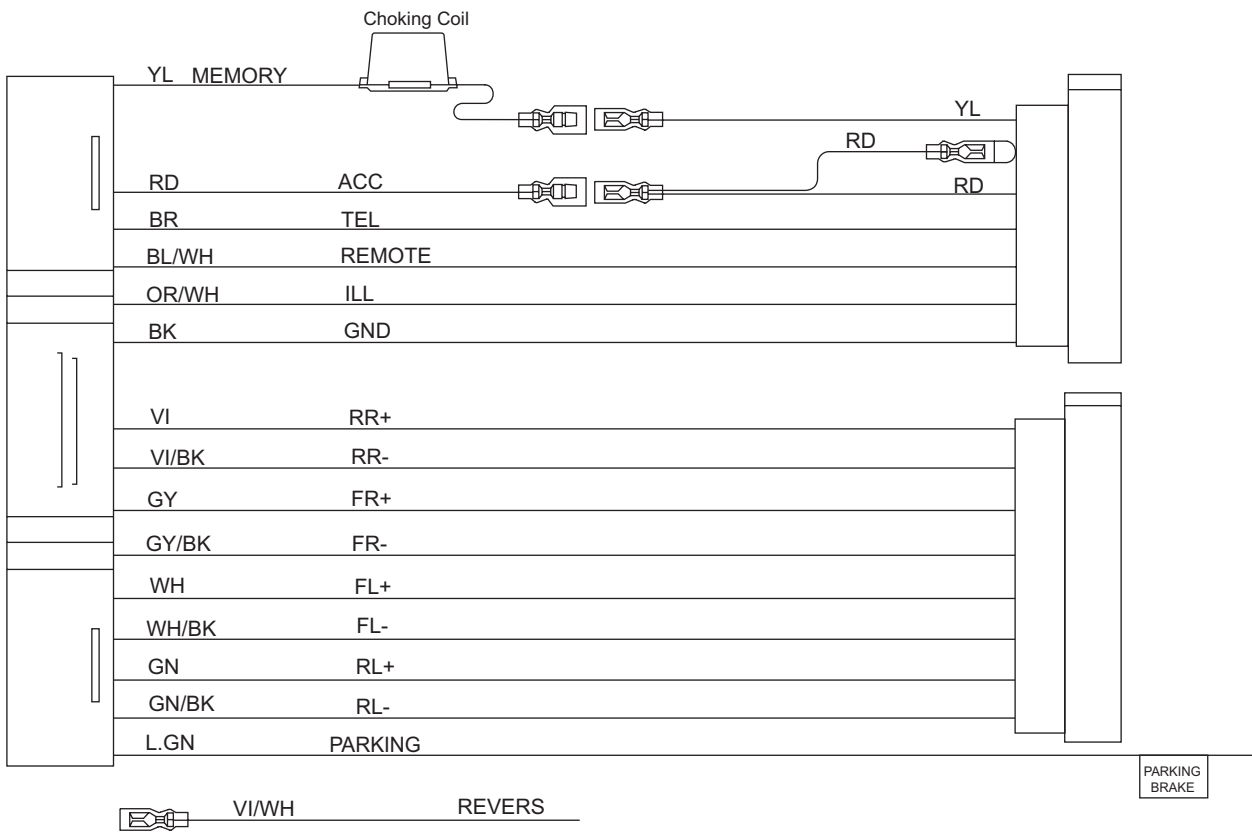 Choking Coil
YL MEMORY
YL
RD
RD ACC RD
BR TEL
BL/WH REMOTE
OR/WH ILL
BK GND
VI RR+
VI/BK RR-
GY FR+
GY/BK FR-
WH FL+
WH/BK FL-
GN RL+
GN/BK RL-
L.GN PARKING
PARKING
BRAKE
VI/WH REVERS